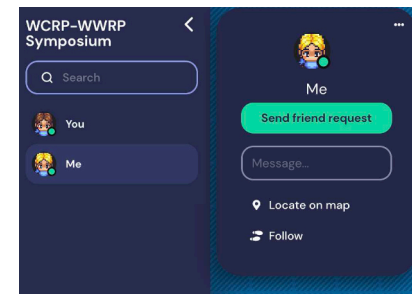 WCRP-WWRP
Symposium
Search
You
Me
Me
Send friend request
Message...
Locate on map
Follow